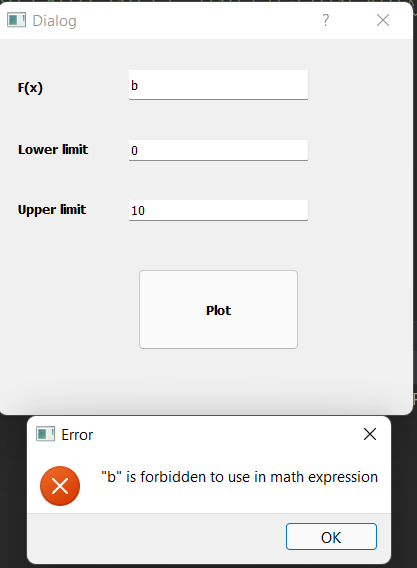 Dialog ?
F(x) b
Lower limit 0
Upper limit 10
Plot
Error
"b" is forbidden to use in math expression
OK